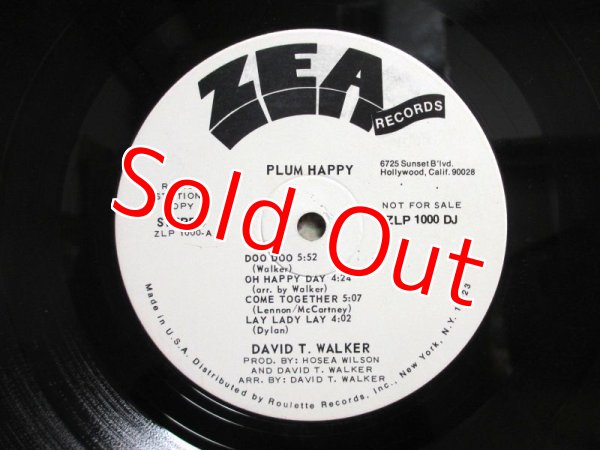 ZEA
RECORDS
6725 Sunset B'lvd.
Hollywood, Calif. 90028
PLUM HAPPY
NOT FOR SALE
ZLP 1000 DJ
ZLP 1000-A
Sold Out
DOO DOO 5:52
(Walker)
OH HAPPY DAY 4:24
(arr. by Walker)
COME TOGETHER 5:07
(Lennon/McCartney)
LAY LADY LAY 4:02
(Dylan)
DAVID T. WALKER
PROD. BY: HOSEA WILSON
AND DAVID T. WALKER
ARR. BY: DAVID T. WALKER
Made in U.S.A. Distributed by Roulette Records, Inc., New York, N.Y.